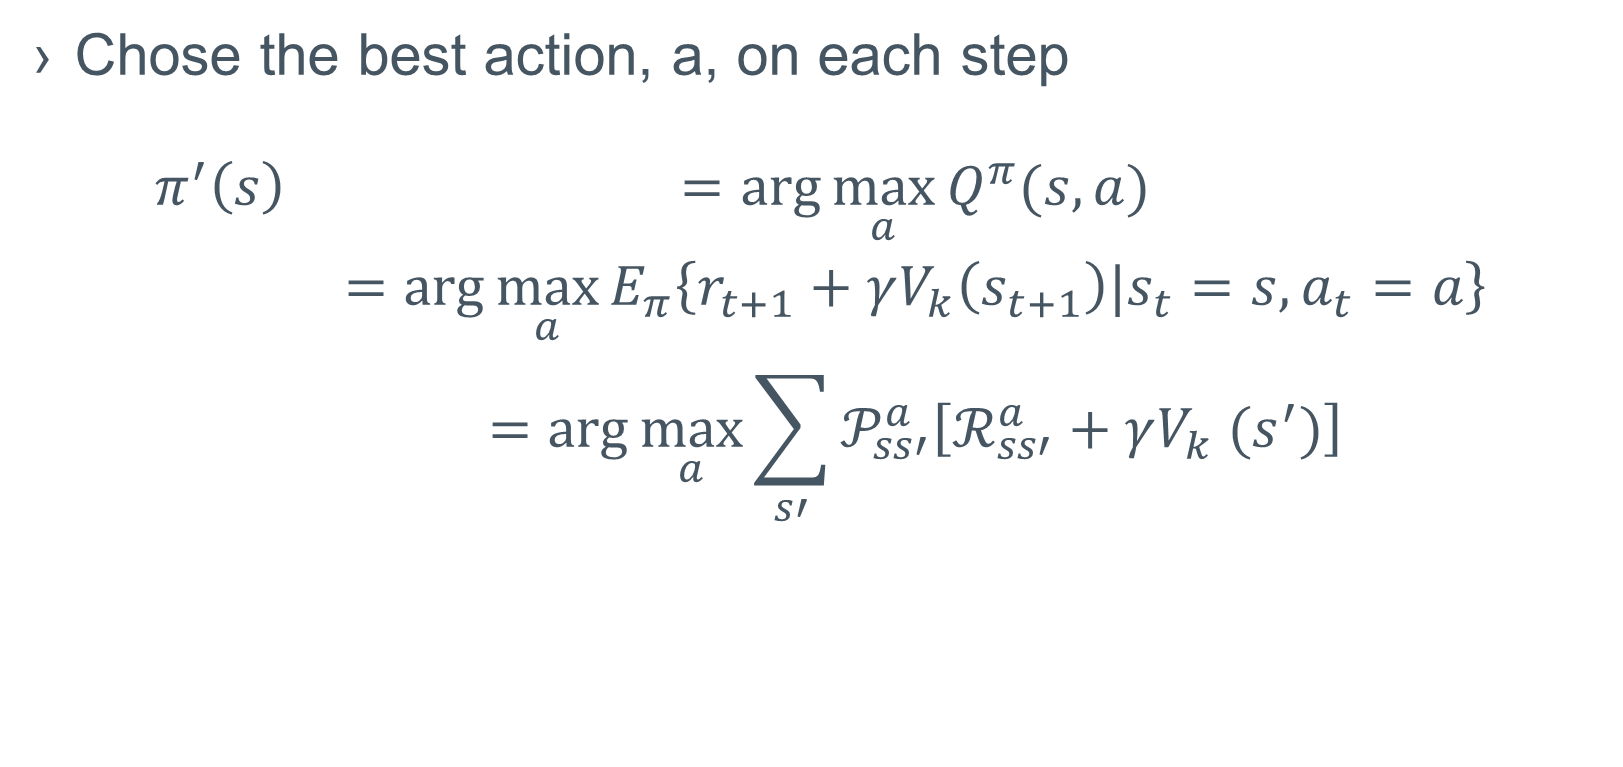 › Chose the best action, a, on each step
π′(s) = arg max_a Q^π(s, a)
= arg max_a E_π{r_{t+1} + γV_k(s_{t+1})|s_t = s, a_t = a}
= arg max_a ∑_{s′} 𝒫^a_{ss′}[ℛ^a_{ss′} + γV_k (s′)]